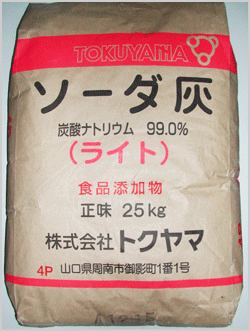 TOKUYAMA
ソーダ灰
炭酸ナトリウム 99.0%
(ライト)
食品添加物
正味 25kg
株式会社トクヤマ
4P 山口県周南市御影町1番1号